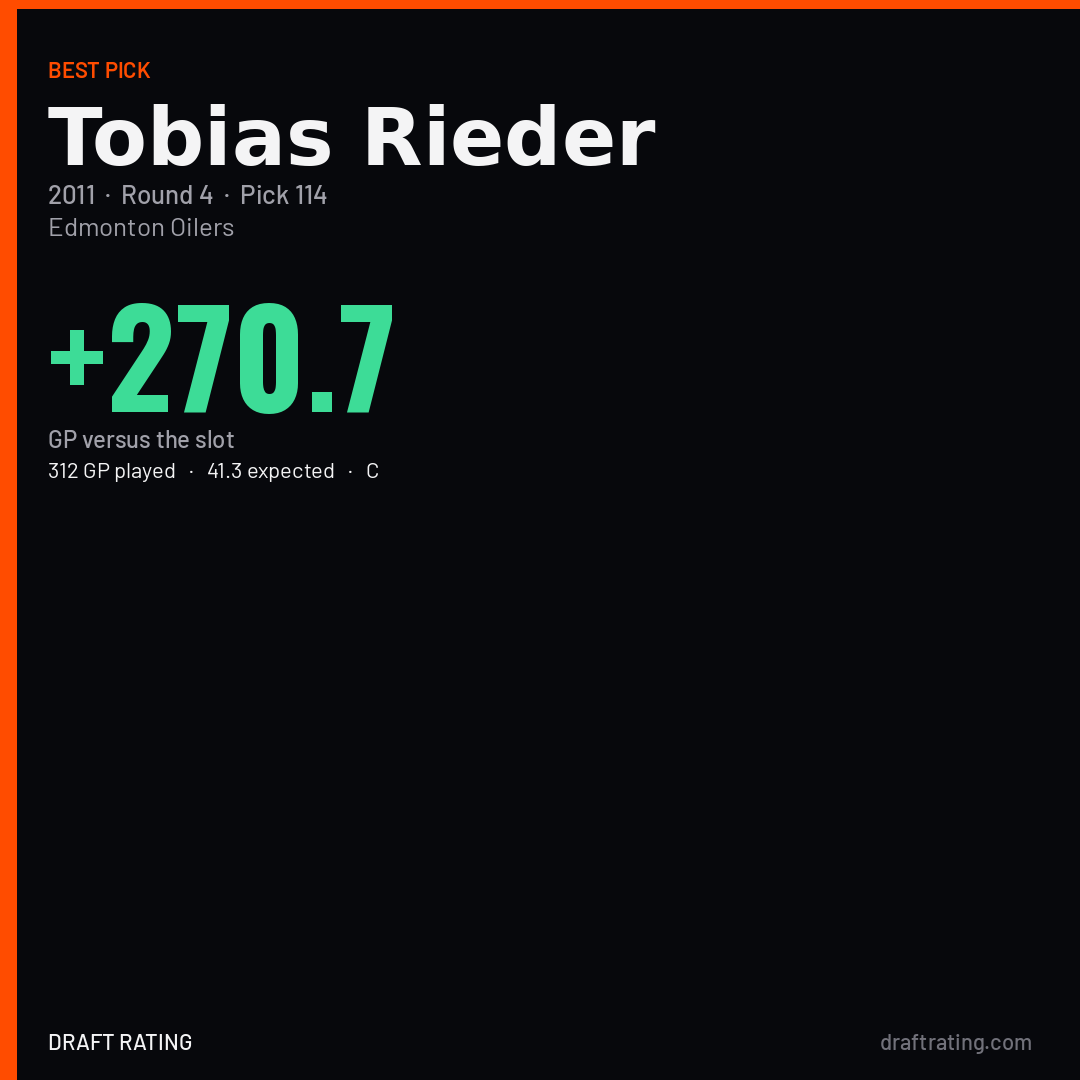 BEST PICK
Tobias Rieder
2011 · Round 4 · Pick 114
Edmonton Oilers
+270.7
GP versus the slot
312 GP played · 41.3 expected · C
DRAFT RATING
draftrating.com